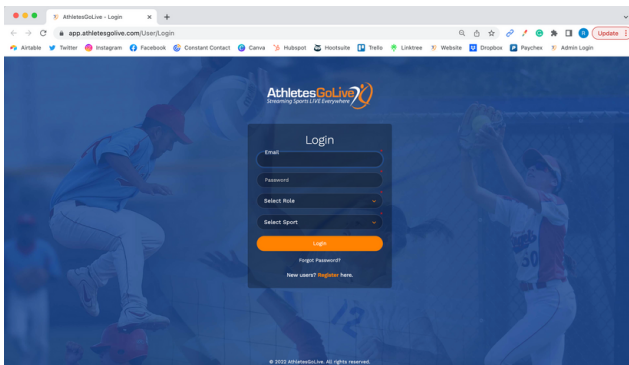 AthletesGoLive - Login
app.athletesgolive.com/User/Login
Update
Airtable Twitter Instagram Facebook Constant Contact Canva Hubspot Hootsuite Trello Linktree Website Dropbox Paychex Admin Login
AthletesGoLive
Streaming Sports LIVE Everywhere
Login
Email
Password
Select Role
Select Sport
Login
Forgot Password?
New users? Register here.
© 2022 AthletesGoLive. All rights reserved.